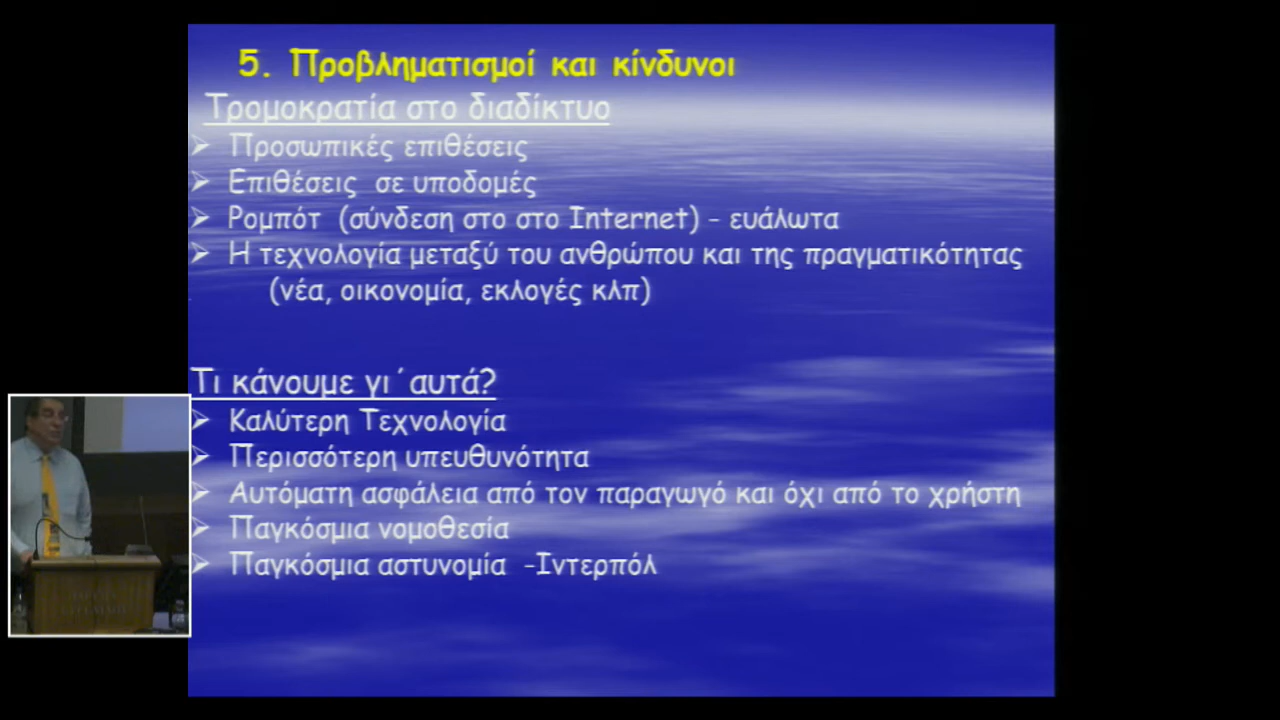 5. Προβληματισμοί και κίνδυνοι
Τρομοκρατία στο διαδίκτυο
Προσωπικές επιθέσεις
Επιθέσεις σε υποδομές
Ρομπότ (σύνδεση στο στο Internet) - ευάλωτα
Η τεχνολογία μεταξύ του ανθρώπου και της πραγματικότητας
(νέα, οικονομία, εκλογές κλπ)
Τι κάνουμε γι΄αυτά?
Καλύτερη Τεχνολογία
Περισσότερη υπευθυνότητα
Αυτόματη ασφάλεια από τον παραγωγό και όχι από το χρήστη
Παγκόσμια νομοθεσία
Παγκόσμια αστυνομία -Ιντερπόλ